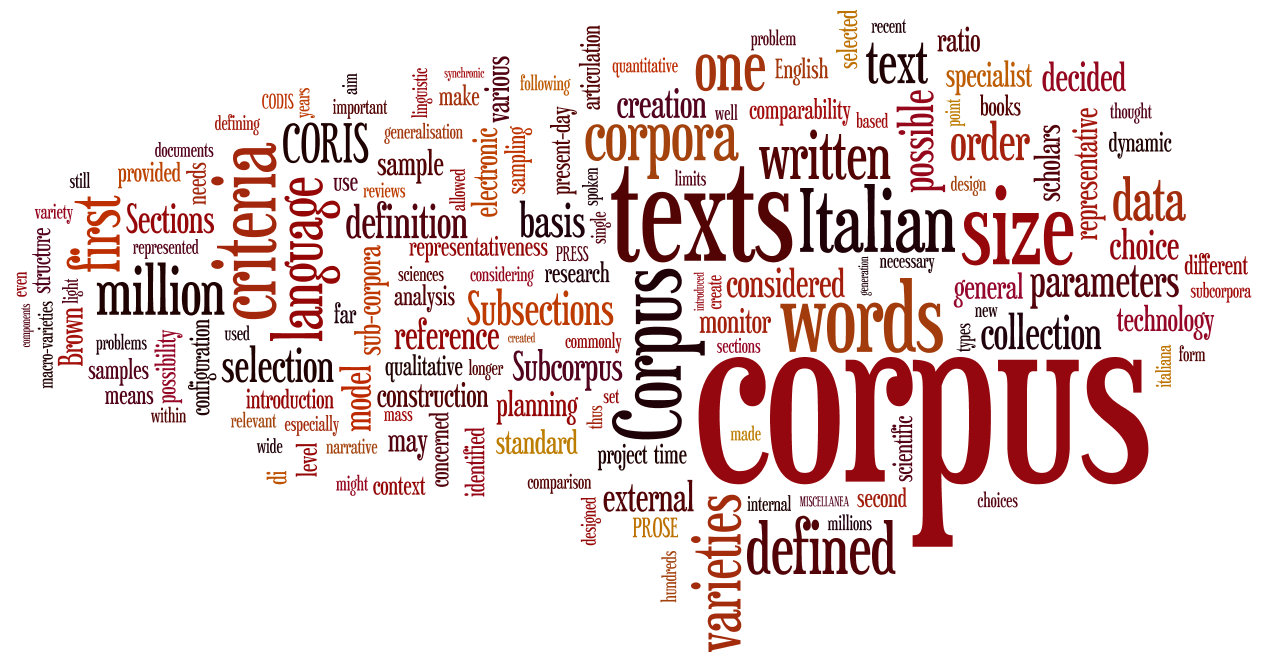 selected
recent
problem
articulation
quantitative
one
English
text
ratio
specialist
decided
synchronic
linguistic
make
various
following
aim
important
CODIS
years
defining
creation
well
comparability
based
possible
point
books
thought
CORIS
generalisation
electronic
sampling
present-day
corpora
written
order
scholars
representative
dynamic
documents
criteria
sample
spoken
limits
design
still
provided
needs
language
use
reviews
allowed
texts
Italian
size
data
variety
first
Sections
definition
basis
single
choice
structure
represented
representativeness
PRESS
necessary
generation
different
even
light
million
sub-corpora
sciences
considering
research
introduced
create
considered
general
parameters
subcorpora
components
macro-varieties
Brown
far
analysis
Subsections
Corpus
monitor
words
new
types
collection
technology
problems
possibility
configuration
used
reference
created
commonly
sections
italiana
form
samples
selection
model
qualitative
longer
Subcorpus
corpus
means
introduction
construction
set
within
relevant
especially
mass
planning
thus
made
scientific
wide
level
narrative
may
concerned
identified
standard
project
time
di
might
context
comparison
external
internal
MISCELLANEA
second
choices
designed
PROSE
varieties
millions
defined
hundreds